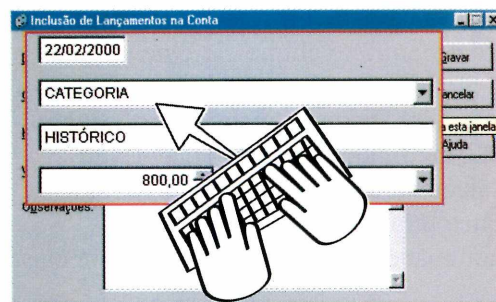 Inclusão de Lançamentos na Conta
22/02/2000
Gravar
CATEGORIA
ancelar
HISTÓRICO
a esta janela
Ajuda
800,00
Observações: